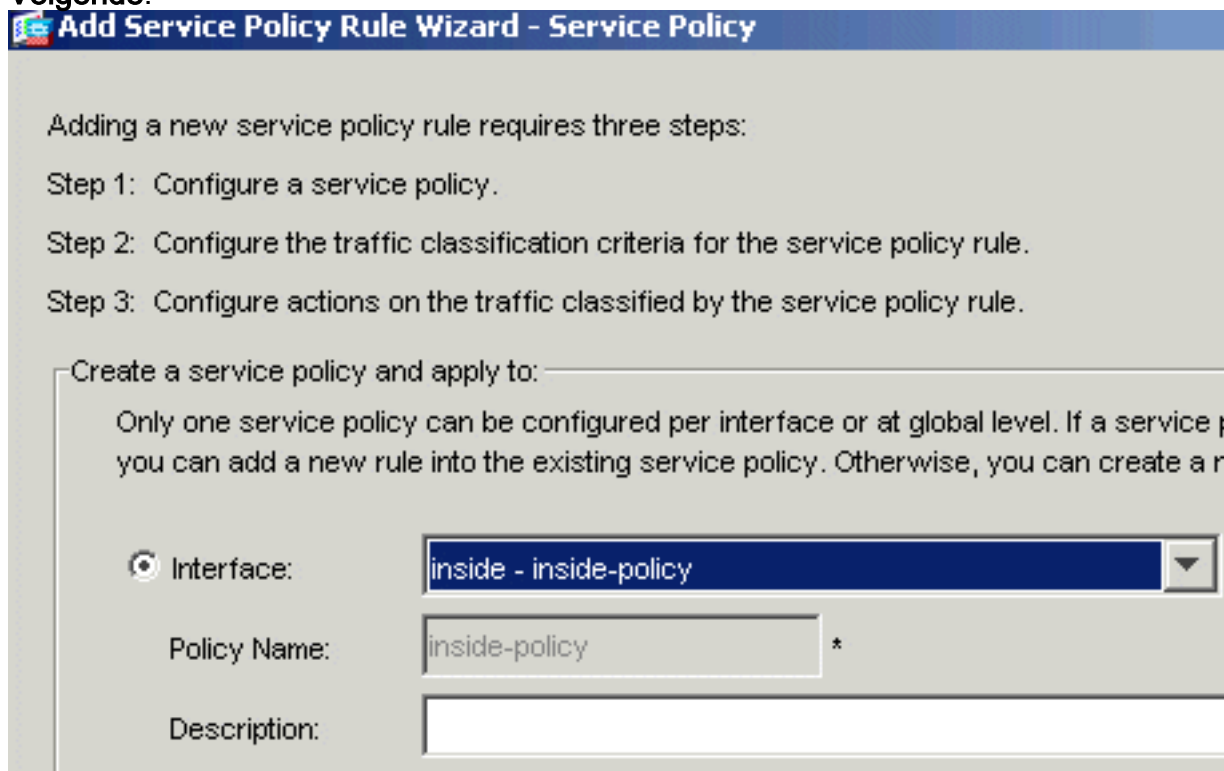 Volgende.
Add Service Policy Rule Wizard - Service Policy
Adding a new service policy rule requires three steps:
Step 1: Configure a service policy.
Step 2: Configure the traffic classification criteria for the service policy rule.
Step 3: Configure actions on the traffic classified by the service policy rule.
Create a service policy and apply to:
Only one service policy can be configured per interface or at global level. If a service
you can add a new rule into the existing service policy. Otherwise, you can create a
Interface: inside - inside-policy
Policy Name: inside-policy *
Description: